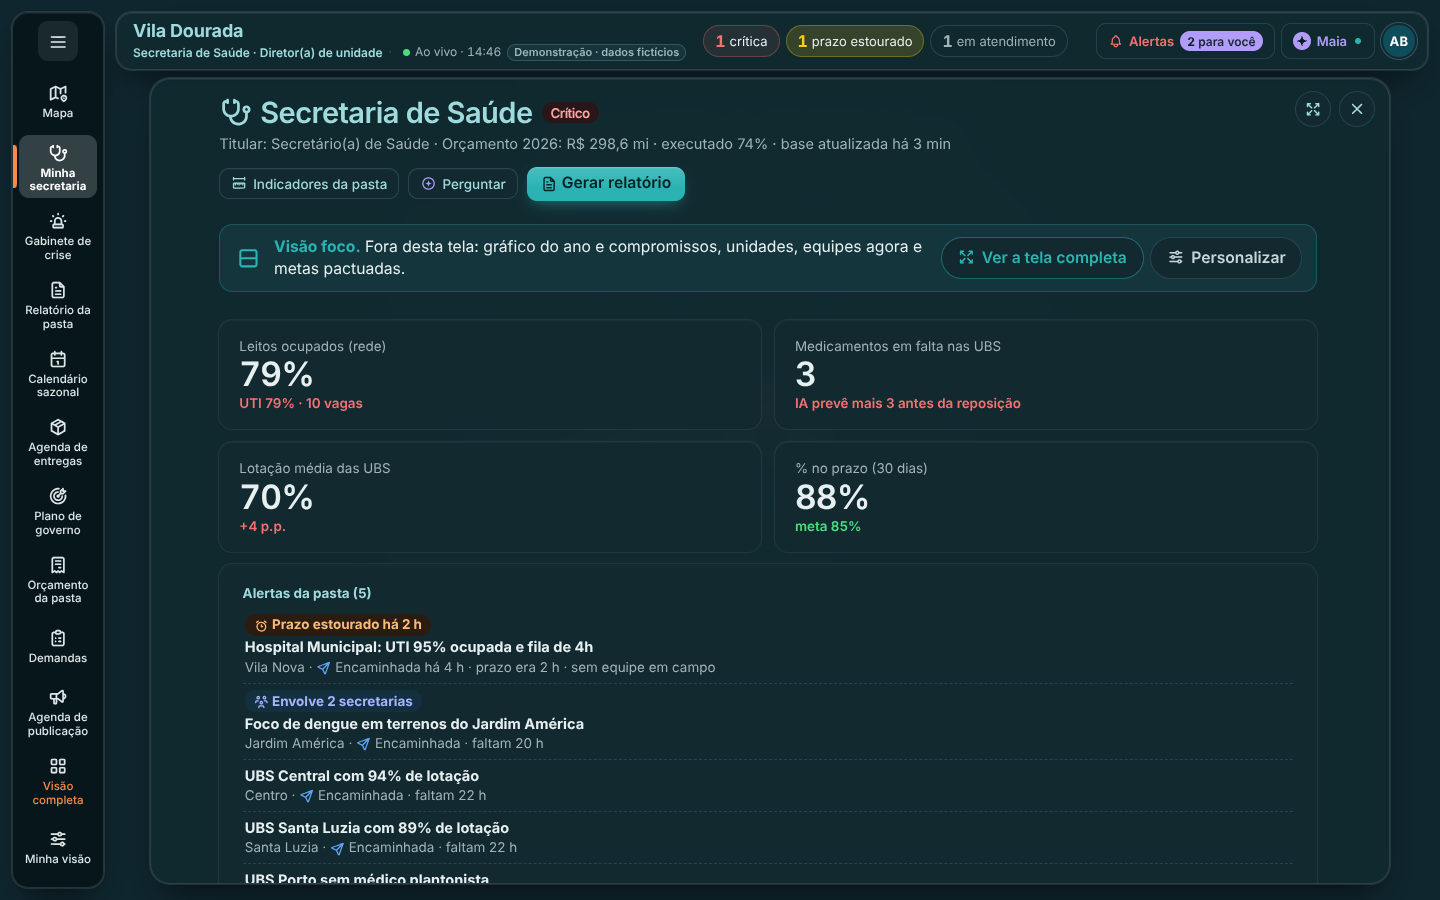 Vila Dourada
Secretaria de Saúde · Diretor(a) de unidade · Ao vivo · 14:46 Demonstração · dados fictícios
1 crítica
1 prazo estourado
1 em atendimento
Alertas 2 para você
Maia
AB
Mapa
Minha
secretaria
Gabinete de
crise
Relatório da
pasta
Calendário
sazonal
Agenda de
entregas
Plano de
governo
Orçamento
da pasta
Demandas
Agenda de
publicação
Visão
completa
Minha visão
Secretaria de Saúde Crítico
Titular: Secretário(a) de Saúde · Orçamento 2026: R$ 298,6 mi · executado 74% · base atualizada há 3 min
Indicadores da pasta
Perguntar
Gerar relatório
Visão foco. Fora desta tela: gráfico do ano e compromissos, unidades, equipes agora e
metas pactuadas.
Ver a tela completa
Personalizar
Leitos ocupados (rede)
79%
UTI 79% · 10 vagas
Medicamentos em falta nas UBS
3
IA prevê mais 3 antes da reposição
Lotação média das UBS
70%
+4 p.p.
% no prazo (30 dias)
88%
meta 85%
Alertas da pasta (5)
Prazo estourado há 2 h
Hospital Municipal: UTI 95% ocupada e fila de 4h
Vila Nova · Encaminhada há 4 h · prazo era 2 h · sem equipe em campo
Envolve 2 secretarias
Foco de dengue em terrenos do Jardim América
Jardim América · Encaminhada · faltam 20 h
UBS Central com 94% de lotação
Centro · Encaminhada · faltam 22 h
UBS Santa Luzia com 89% de lotação
Santa Luzia · Encaminhada · faltam 22 h
UBS Porto sem médico plantonista